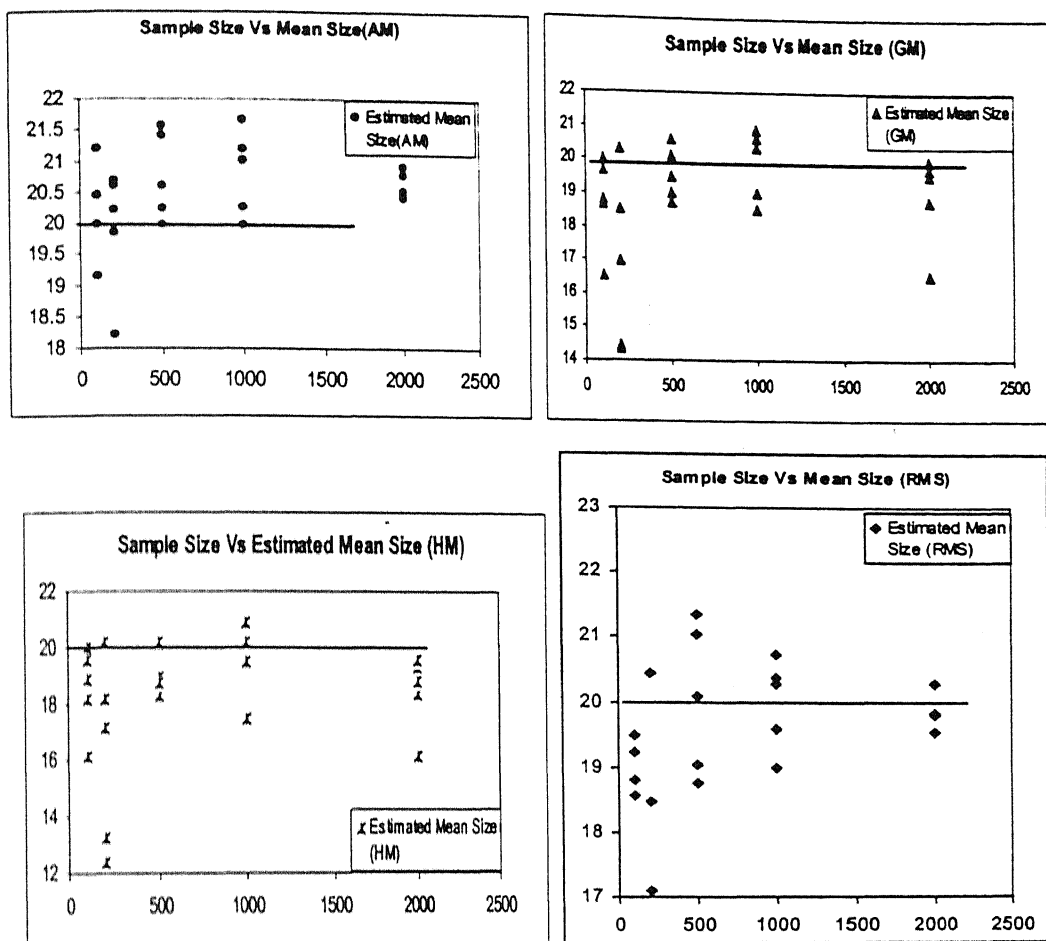 Sample Size Vs Mean Size(AM)
22
21.5
21
20.5
20
19.5
19
18.5
18
0 500 1000 1500 2000 2500
Estimated Mean
Size(AM)
Sample Size Vs Mean Size (GM)
22
21
20
19
18
17
16
15
14
0 500 1000 1500 2000 2500
Estimated Mean Size
(GM)
Sample Size Vs Estimated Mean Size (HM)
22
20
18
16
14
12
0 500 1000 1500 2000 2500
Estimated Mean Size
(HM)
Sample Size Vs Mean Size (RMS)
23
22
21
20
19
18
17
0 500 1000 1500 2000 2500
Estimated Mean
Size (RMS)